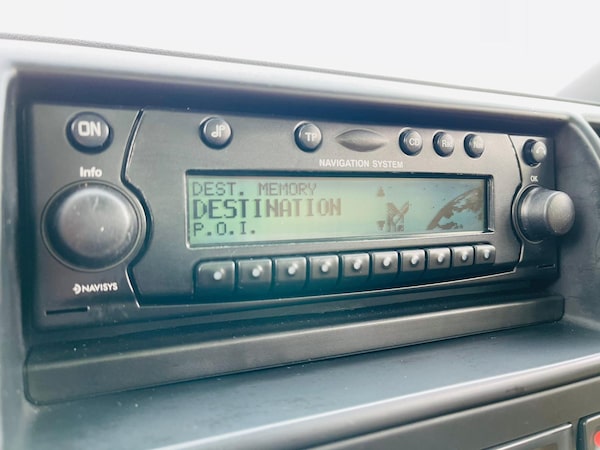 ON
TP
CD
NAVIGATION SYSTEM
Info
OK
DEST. MEMORY
DESTINATION
P.O.I.
NAVISYS